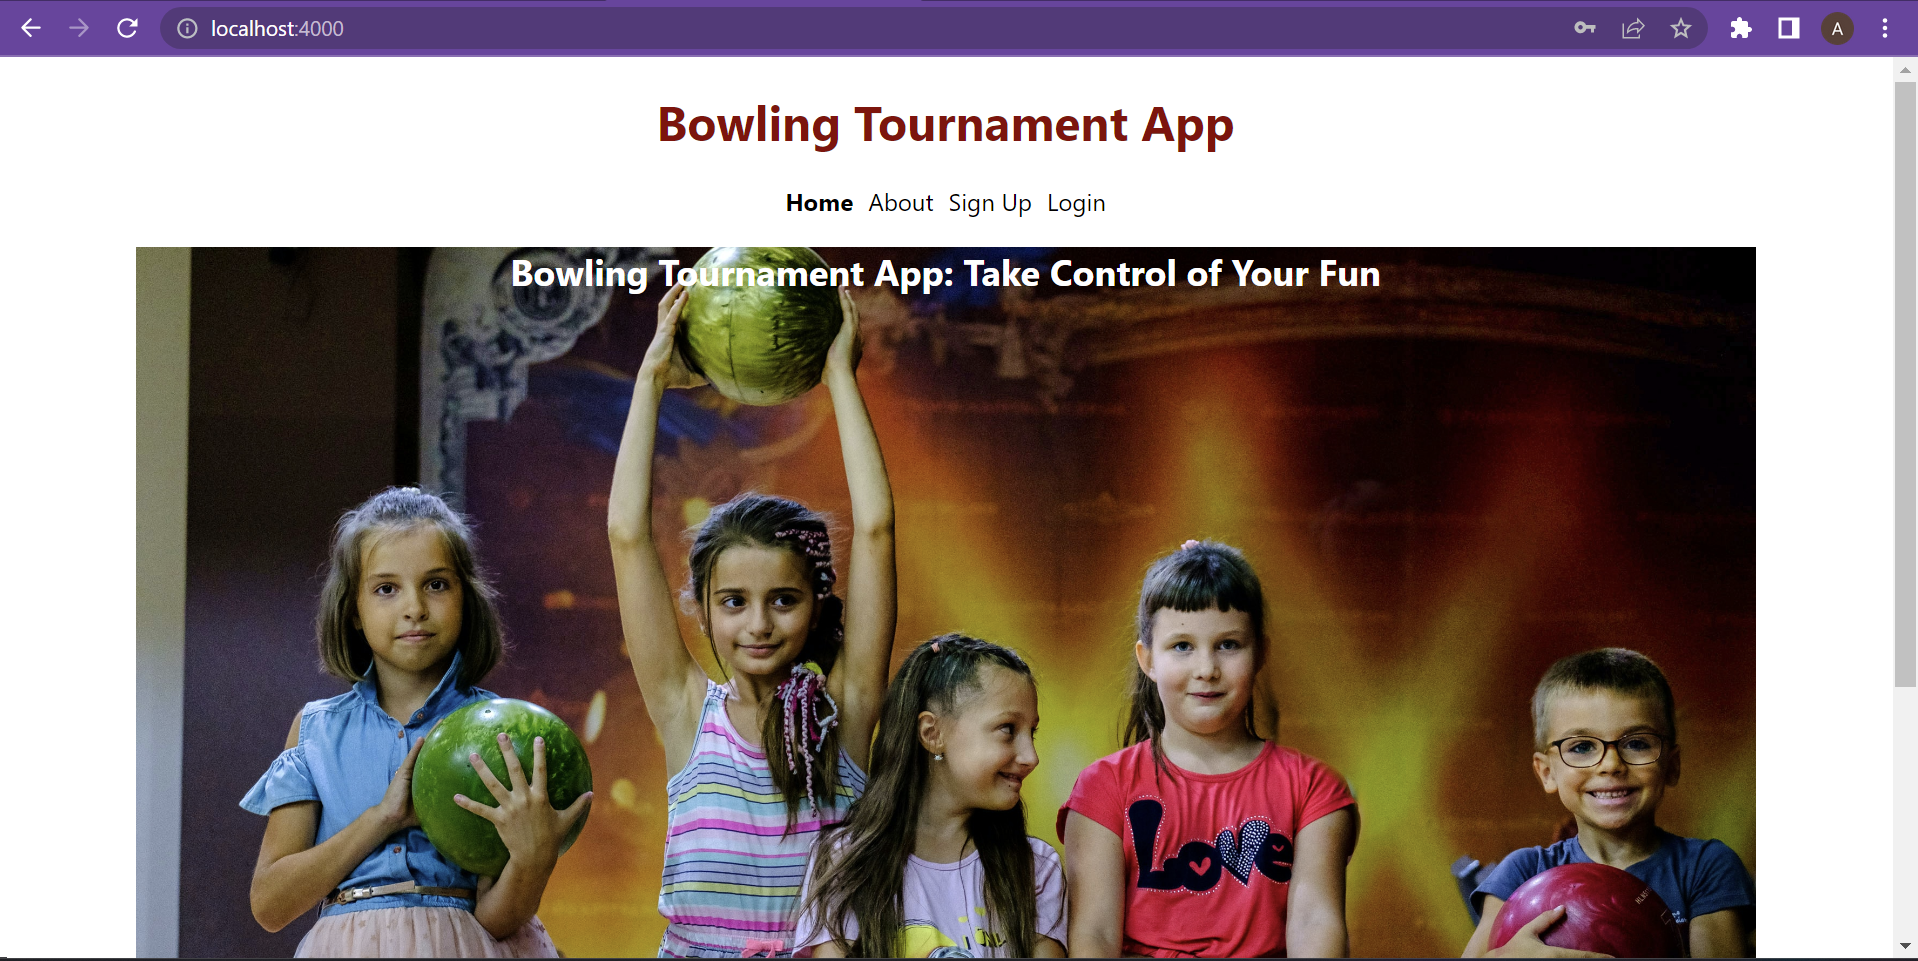 localhost:4000
A
Bowling Tournament App
Home About Sign Up Login
Bowling Tournament App: Take Control of Your Fun
Love